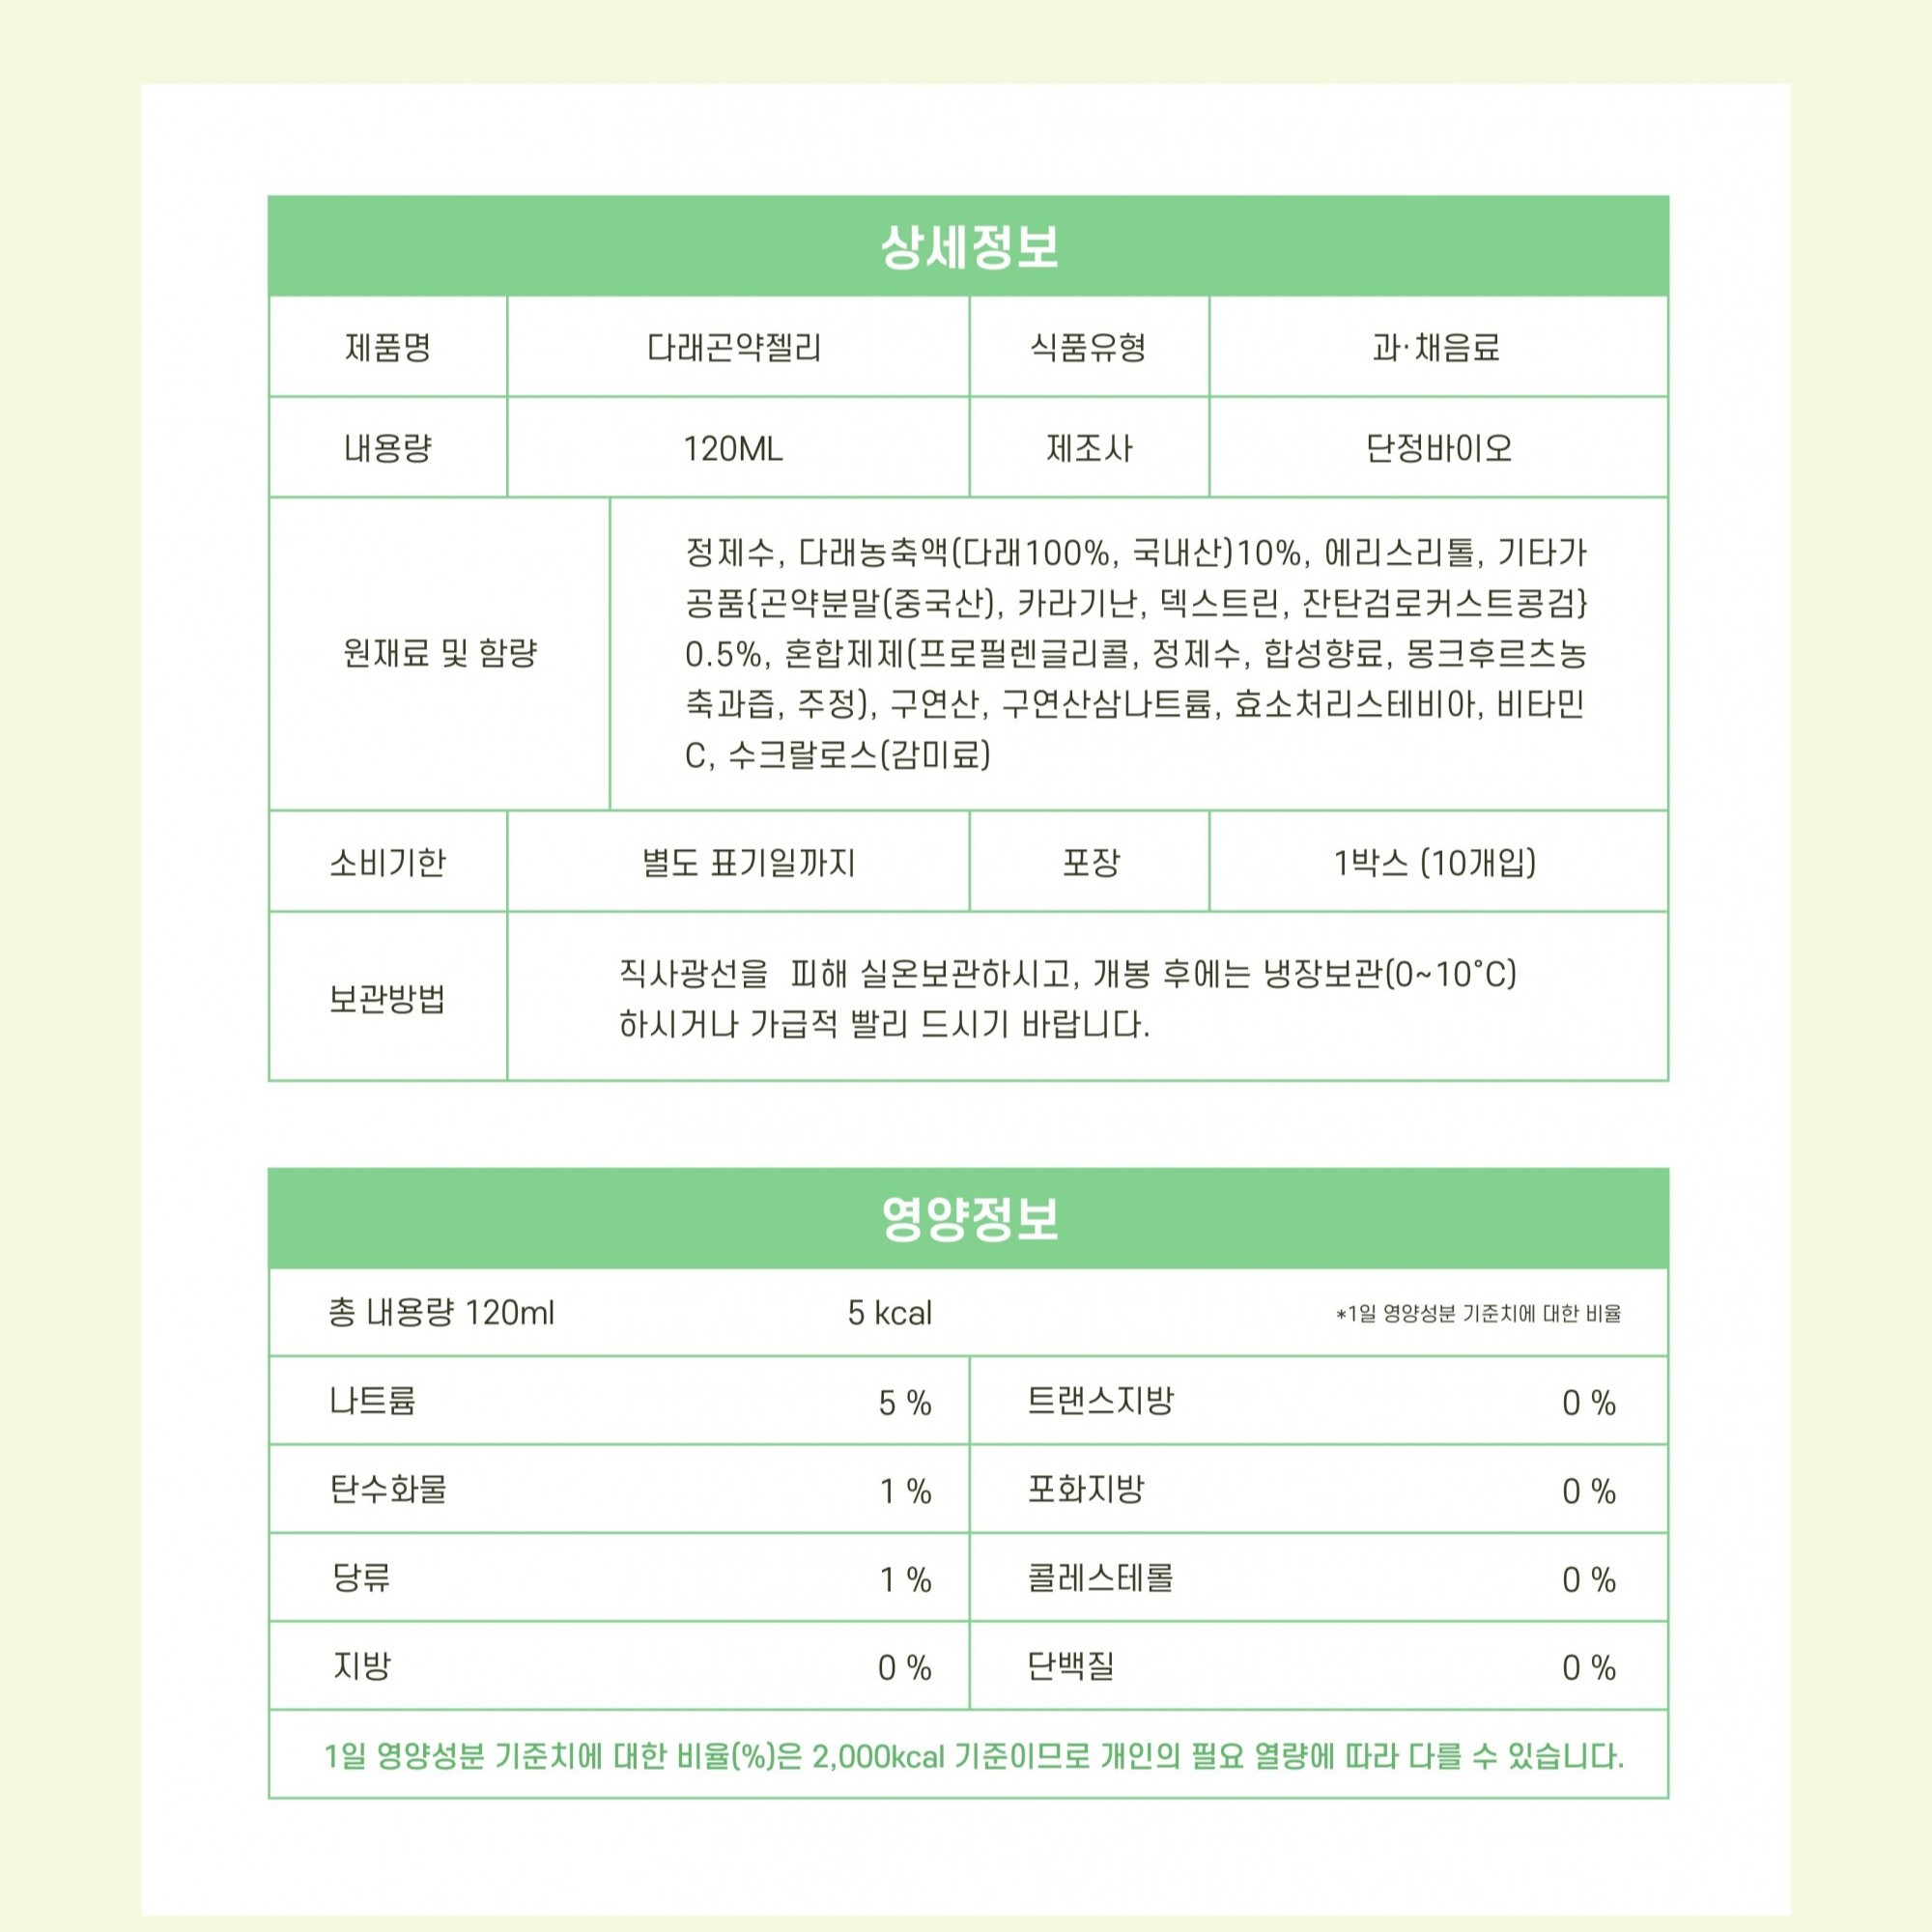 상세정보
제품명 다래곤약젤리 식품유형 과·채음료
내용량 120ML 제조사 단정바이오
원재료 및 함량
정제수, 다래농축액(다래100%, 국내산)10%, 에리스리톨, 기타가
공품{곤약분말(중국산), 카라기난, 덱스트린, 잔탄검로커스트콩검}
0.5%, 혼합제제(프로필렌글리콜, 정제수, 합성향료, 몽크후르츠농
축과즙, 주정), 구연산, 구연산삼나트륨, 효소처리스테비아, 비타민
C, 수크랄로스(감미료)
소비기한 별도 표기일까지 포장 1박스 (10개입)
보관방법
직사광선을  피해 실온보관하시고, 개봉 후에는 냉장보관(0~10°C)
하시거나 가급적 빨리 드시기 바랍니다.
영양정보
총 내용량 120ml 5 kcal *1일 영양성분 기준치에 대한 비율
나트륨 5 % 트랜스지방 0 %
탄수화물 1 % 포화지방 0 %
당류 1 % 콜레스테롤 0 %
지방 0 % 단백질 0 %
1일 영양성분 기준치에 대한 비율(%)은 2,000kcal 기준이므로 개인의 필요 열량에 따라 다를 수 있습니다.